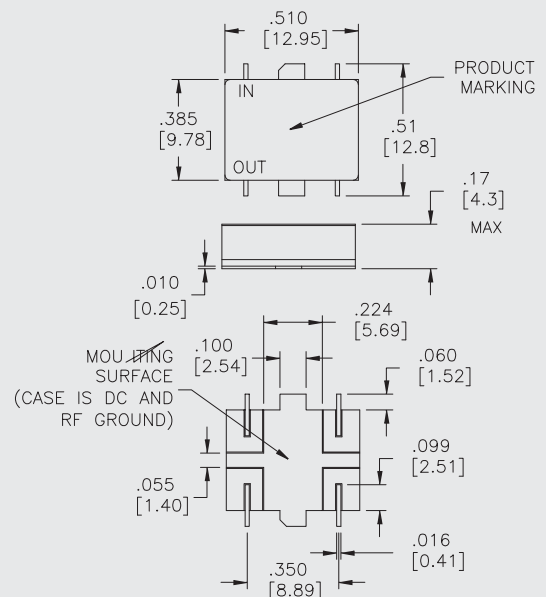 .510
[12.95]
PRODUCT
MARKING
IN
.385
[9.78]
.51
[12.8]
OUT
.17
[4.3]
MAX
.010
[0.25]
.224
[5.69]
.100
[2.54]
MOUNTING
SURFACE
(CASE IS DC AND
RF GROUND)
.060
[1.52]
.099
[2.51]
.055
[1.40]
.016
[0.41]
.350
[8.89]